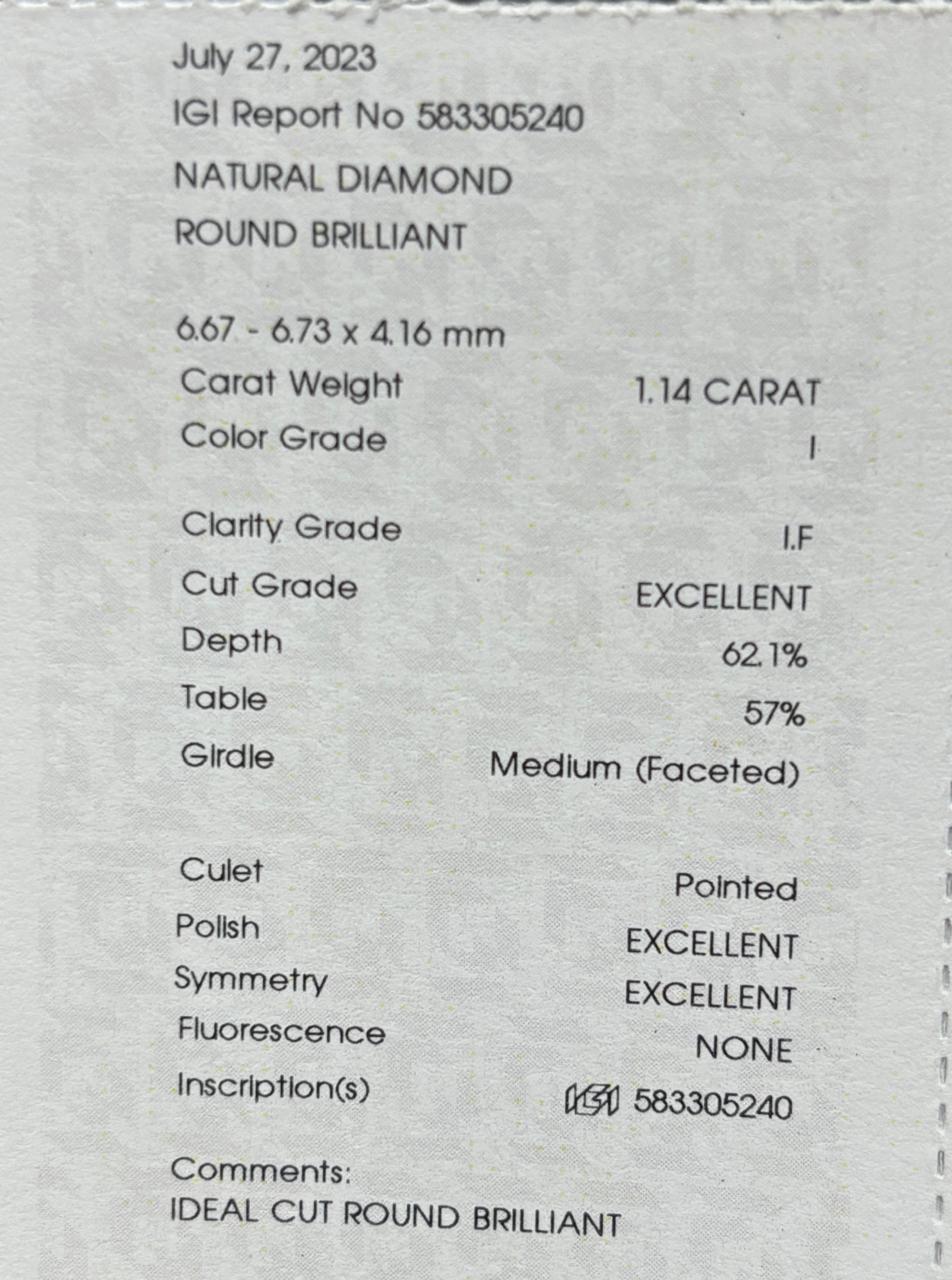 July 27, 2023
IGI Report No 583305240
NATURAL DIAMOND
ROUND BRILLIANT
6.67 - 6.73 x 4.16 mm
Carat Weight 1.14 CARAT
Color Grade I
Clarity Grade I.F
Cut Grade EXCELLENT
Depth 62.1%
Table 57%
Girdle Medium (Faceted)
Culet Pointed
Polish EXCELLENT
Symmetry EXCELLENT
Fluorescence NONE
Inscription(s) IGI 583305240
Comments:
IDEAL CUT ROUND BRILLIANT